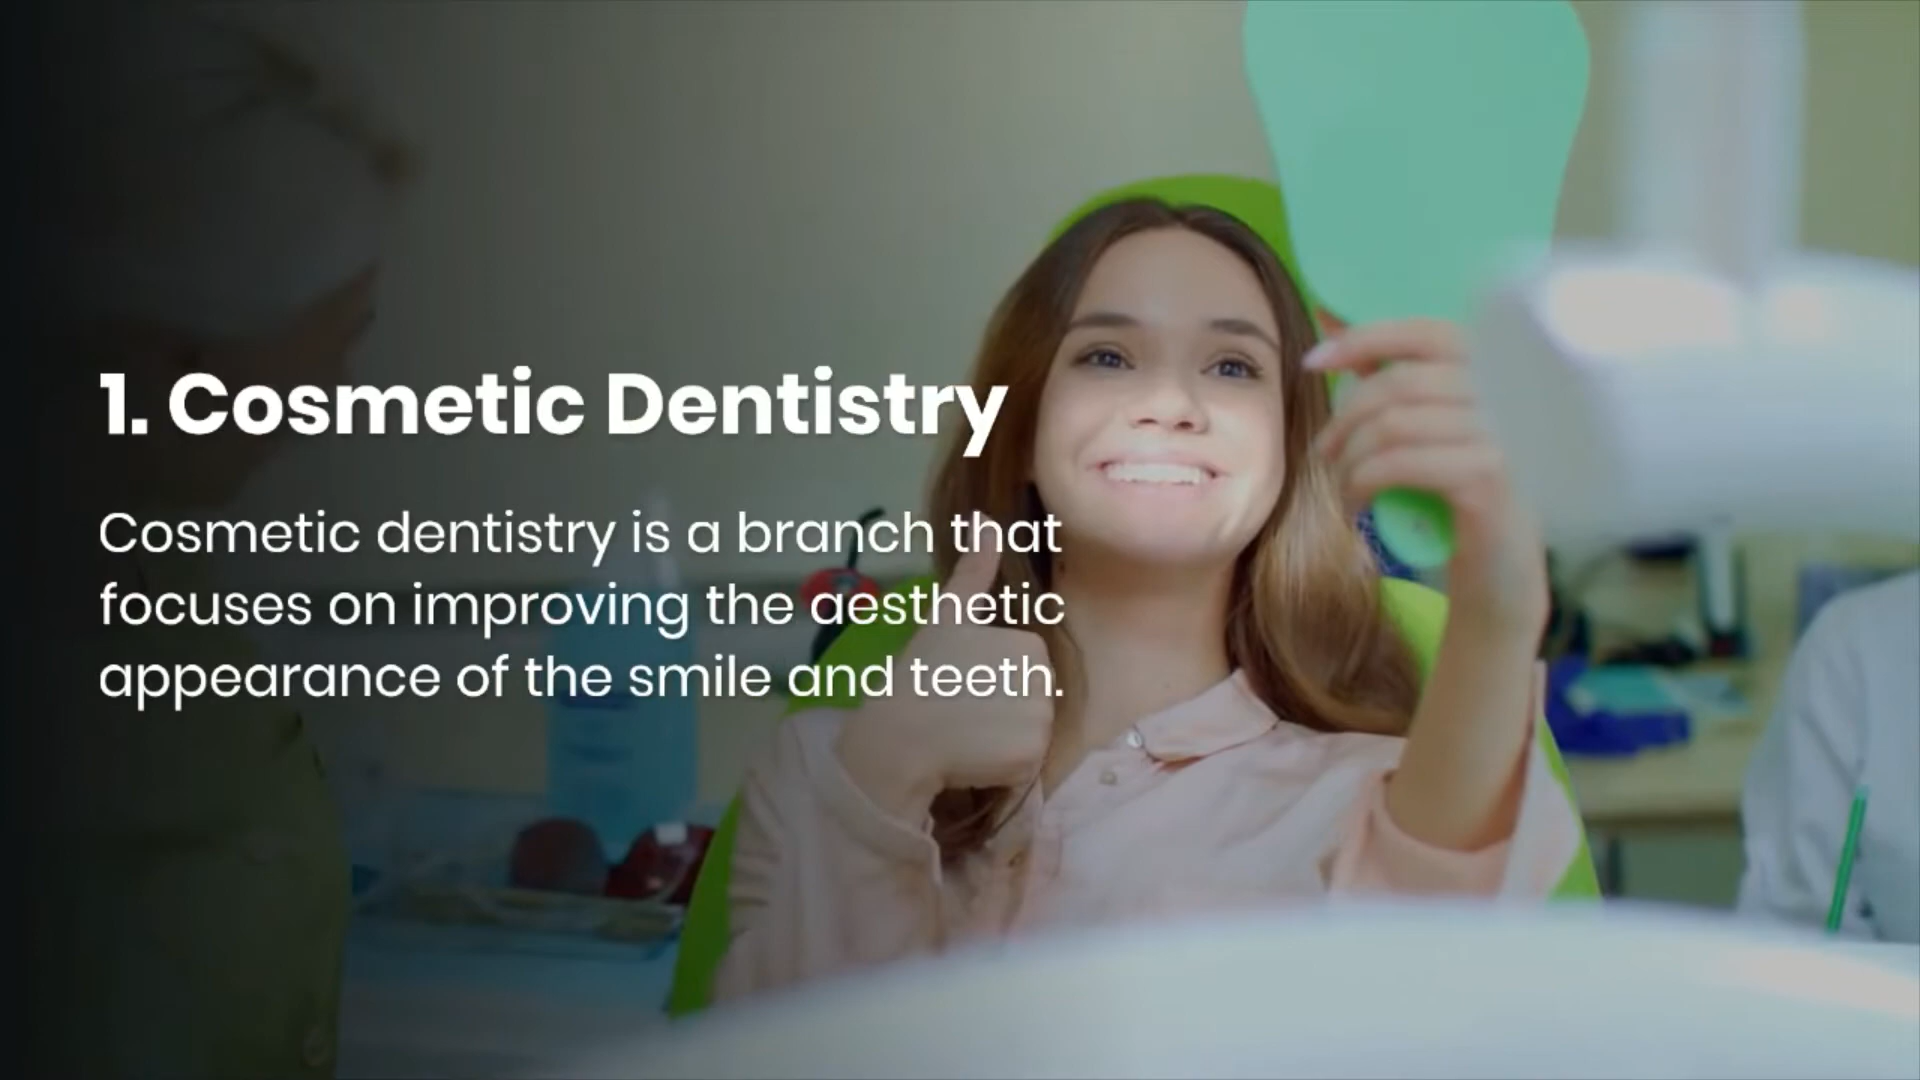 1. Cosmetic Dentistry
Cosmetic dentistry is a branch that
focuses on improving the aesthetic
appearance of the smile and teeth.